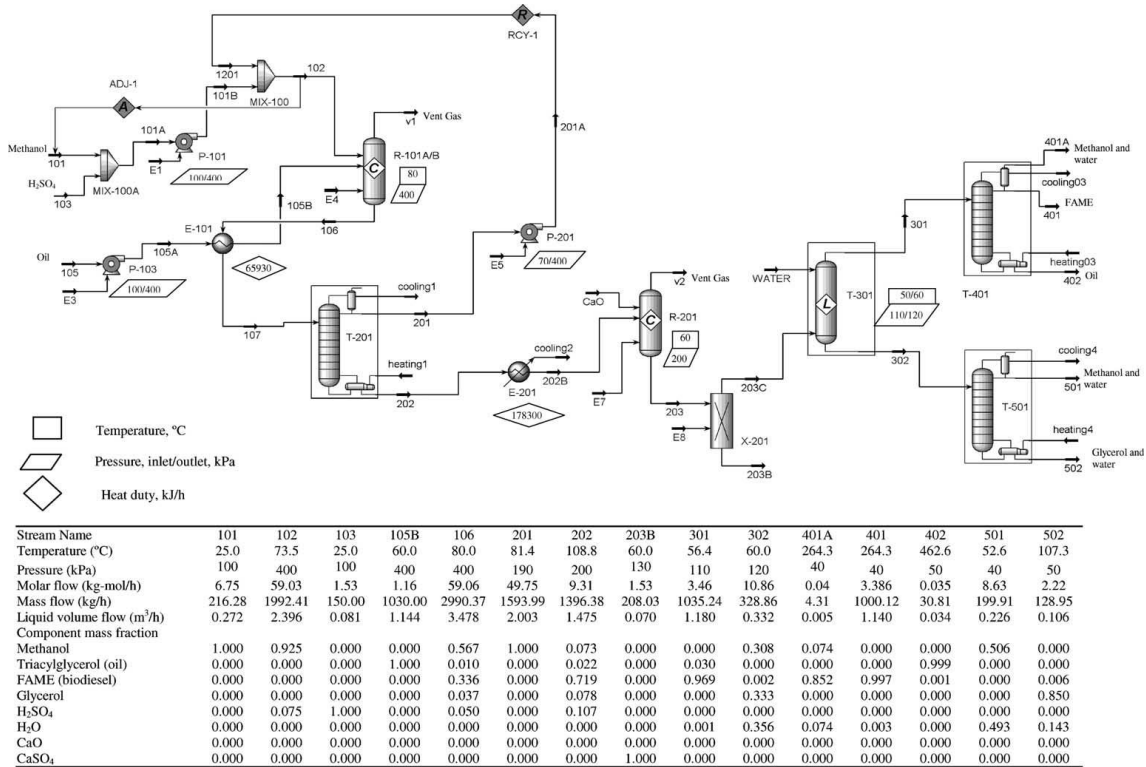 R
RCY-1
1201
101B
MIX-100
102
ADJ-1
A
101A
Methanol
101
E1
P-101
100/400
H₂SO₄
103
MIX-100A
v1
Vent Gas
R-101A/B
C
80
400
E4
105B
106
E-101
65930
Oil
105
105A
P-103
E3
100/400
201A
P-201
E5
70/400
107
cooling1
201
T-201
heating1
202
cooling2
202B
E-201
178300
v2
Vent Gas
CaO
R-201
C
60
200
E7
203
203C
E8
X-201
203B
WATER
L
T-301
50/60
110/120
301
302
401A
Methanol and
water
cooling03
FAME
401
heating03
402
Oil
T-401
cooling4
Methanol and
501
water
T-501
heating4
Glycerol and
502
water
Temperature, ºC
Pressure, inlet/outlet, kPa
Heat duty, kJ/h
Stream Name 101 102 103 105B 106 201 202 203B 301 302 401A 401 402 501 502
Temperature (ºC) 25.0 73.5 25.0 60.0 80.0 81.4 108.8 60.0 56.4 60.0 264.3 264.3 462.6 52.6 107.3
Pressure (kPa) 100 400 100 400 400 190 200 130 110 120 40 40 50 40 50
Molar flow (kg-mol/h) 6.75 59.03 1.53 1.16 59.06 49.75 9.31 1.53 3.46 10.86 0.04 3.386 0.035 8.63 2.22
Mass flow (kg/h) 216.28 1992.41 150.00 1030.00 2990.37 1593.99 1396.38 208.03 1035.24 328.86 4.31 1000.12 30.81 199.91 128.95
Liquid volume flow (m³/h) 0.272 2.396 0.081 1.144 3.478 2.003 1.475 0.070 1.180 0.332 0.005 1.140 0.034 0.226 0.106
Component mass fraction
Methanol 1.000 0.925 0.000 0.000 0.567 1.000 0.073 0.000 0.000 0.308 0.074 0.000 0.000 0.506 0.000
Triacylglycerol (oil) 0.000 0.000 0.000 1.000 0.010 0.000 0.022 0.000 0.030 0.000 0.000 0.000 0.999 0.000 0.000
FAME (biodiesel) 0.000 0.000 0.000 0.000 0.336 0.000 0.719 0.002 0.969 0.002 0.852 0.997 0.001 0.000 0.006
Glycerol 0.000 0.000 0.000 0.000 0.037 0.000 0.078 0.000 0.000 0.333 0.000 0.000 0.000 0.000 0.850
H₂SO₄ 0.000 0.075 1.000 0.000 0.050 0.000 0.107 0.000 0.000 0.000 0.000 0.000 0.000 0.000 0.000
H₂O 0.000 0.000 0.000 0.000 0.000 0.000 0.000 0.000 0.001 0.356 0.074 0.003 0.000 0.493 0.143
CaO 0.000 0.000 0.000 0.000 0.000 0.000 0.000 0.000 0.000 0.000 0.000 0.000 0.000 0.000 0.000
CaSO₄ 0.000 0.000 0.000 0.000 0.000 0.000 0.000 1.000 0.000 0.000 0.000 0.000 0.000 0.000 0.000